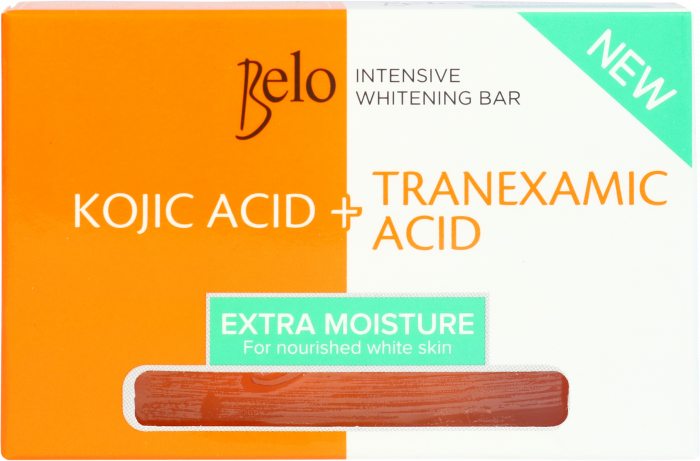 Belo
INTENSIVE
WHITENING BAR
NEW
KOJIC ACID +
TRANEXAMIC
ACID
EXTRA MOISTURE
For nourished white skin